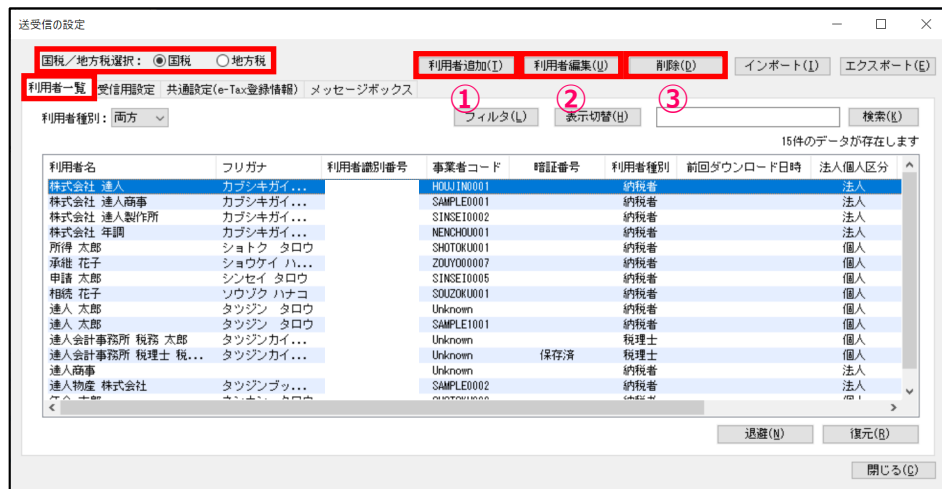 送受信の設定
国税／地方税選択： 国税 地方税
利用者追加(I) 利用者編集(U) 削除(D) インポート(I) エクスポート(E)
利用者一覧 受信用設定 共通設定(e-Tax登録情報) メッセージボックス
① ② ③
利用者種別： 両方 フィルタ(L) 表示切替(H) 検索(K)
15件のデータが存在します
利用者名 フリガナ 利用者識別番号 事業者コード 暗証番号 利用者種別 前回ダウンロード日時 法人個人区分
株式会社 達人 カブシキガイ... HOUJIN0001 納税者 法人
株式会社 達人商事 カブシキガイ... SAMPLE0001 納税者 法人
株式会社 達人製作所 カブシキガイ... SINSEI0002 納税者 法人
株式会社 年調 カブシキガイ... NENCHOU001 納税者 法人
所得 太郎 ショトク タロウ SHOTOKU001 納税者 個人
承継 花子 ショウケイ ハ... ZOUYO00007 納税者 個人
申請 太郎 シンセイ タロウ SINSEI0005 納税者 個人
相続 花子 ソウゾク ハナコ SOUZOKU001 納税者 個人
達人 太郎 タツジン タロウ Unknown 納税者 個人
達人 太郎 タツジン タロウ SAMPLE1001 納税者 個人
達人会計事務所 税務 太郎 タツジンカイ... Unknown 税理士 個人
達人会計事務所 税理士 税... タツジンカイ... Unknown 保存済 税理士 個人
達人商事 Unknown 納税者 法人
達人物産 株式会社 タツジンブッ... SAMPLE0002 納税者 法人
退避(N) 復元(R)
閉じる(C)